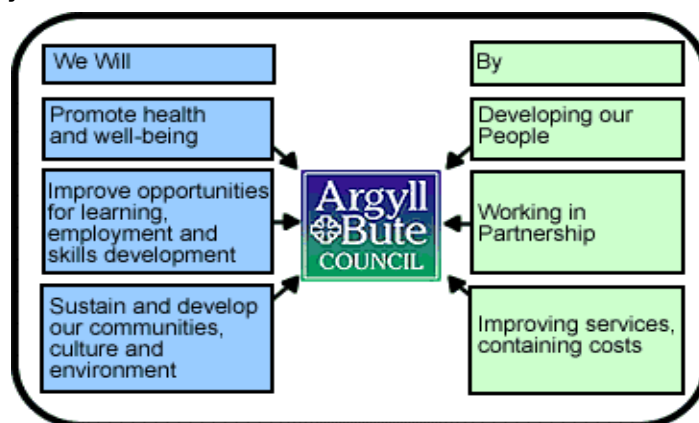 We Will
Promote health
and well-being
Improve opportunities
for learning,
employment and
skills development
Sustain and develop
our communities,
culture and
environment
Argyll
Bute
COUNCIL
By
Developing our
People
Working in
Partnership
Improving services,
containing costs